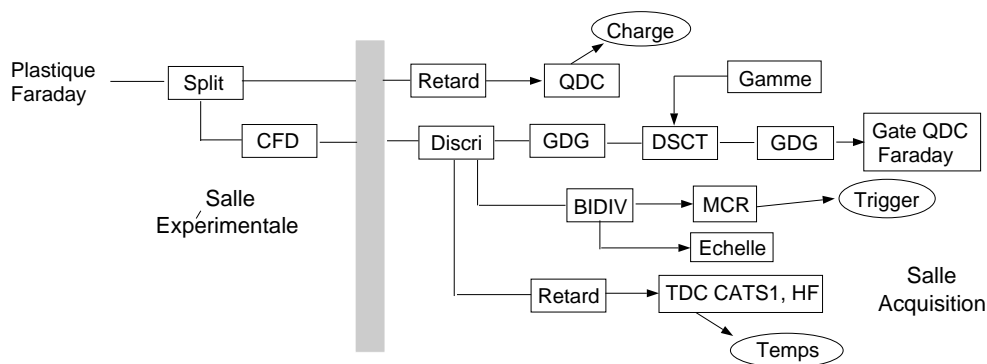 Charge
Plastique
Faraday
Split
Retard
QDC
Gamme
CFD
Discri
GDG
DSCT
GDG
Gate QDC
Faraday
Salle
Expérimentale
BIDIV
MCR
Trigger
Echelle
Retard
TDC CATS1, HF
Salle
Acquisition
Temps